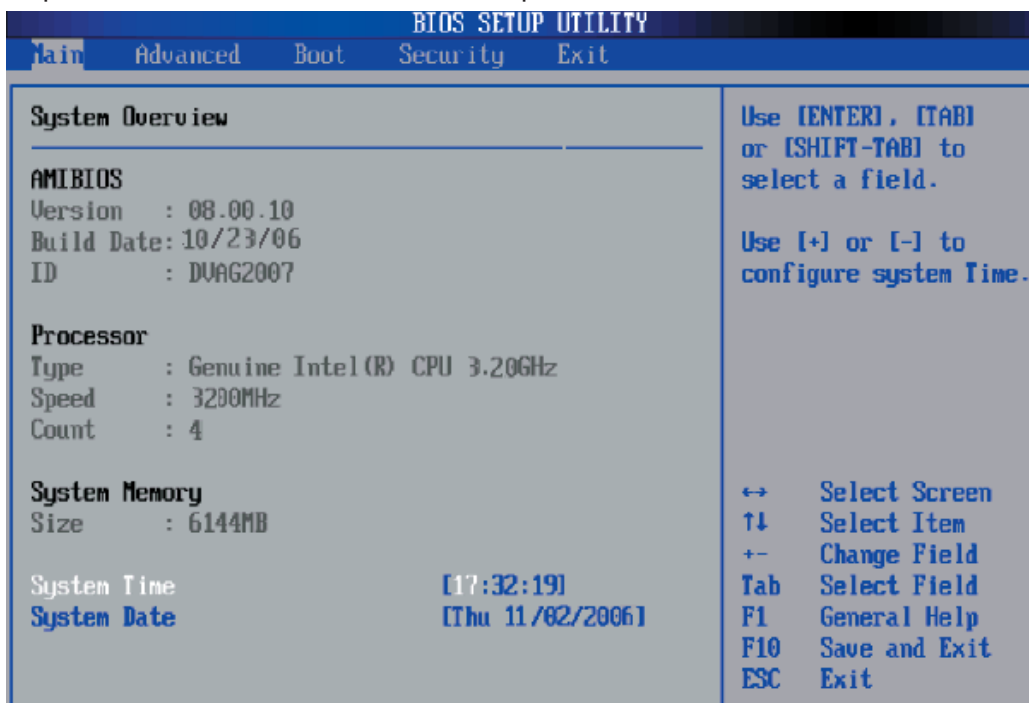 BIOS SETUP UTILITY
Main Advanced Boot Security Exit
System Overview
AMIBIOS
Version : 08.00.10
Build Date: 10/23/06
ID : DVAG2007
Processor
Type : Genuine Intel(R) CPU 3.20GHz
Speed : 3200MHz
Count : 4
System Memory
Size : 6144MB
System Time [17:32:19]
System Date [Thu 11/02/2006]
Use [ENTER], [TAB]
or [SHIFT-TAB] to
select a field.
Use [+] or [-] to
configure system Time.
↔ Select Screen
↑↓ Select Item
+- Change Field
Tab Select Field
F1 General Help
F10 Save and Exit
ESC Exit